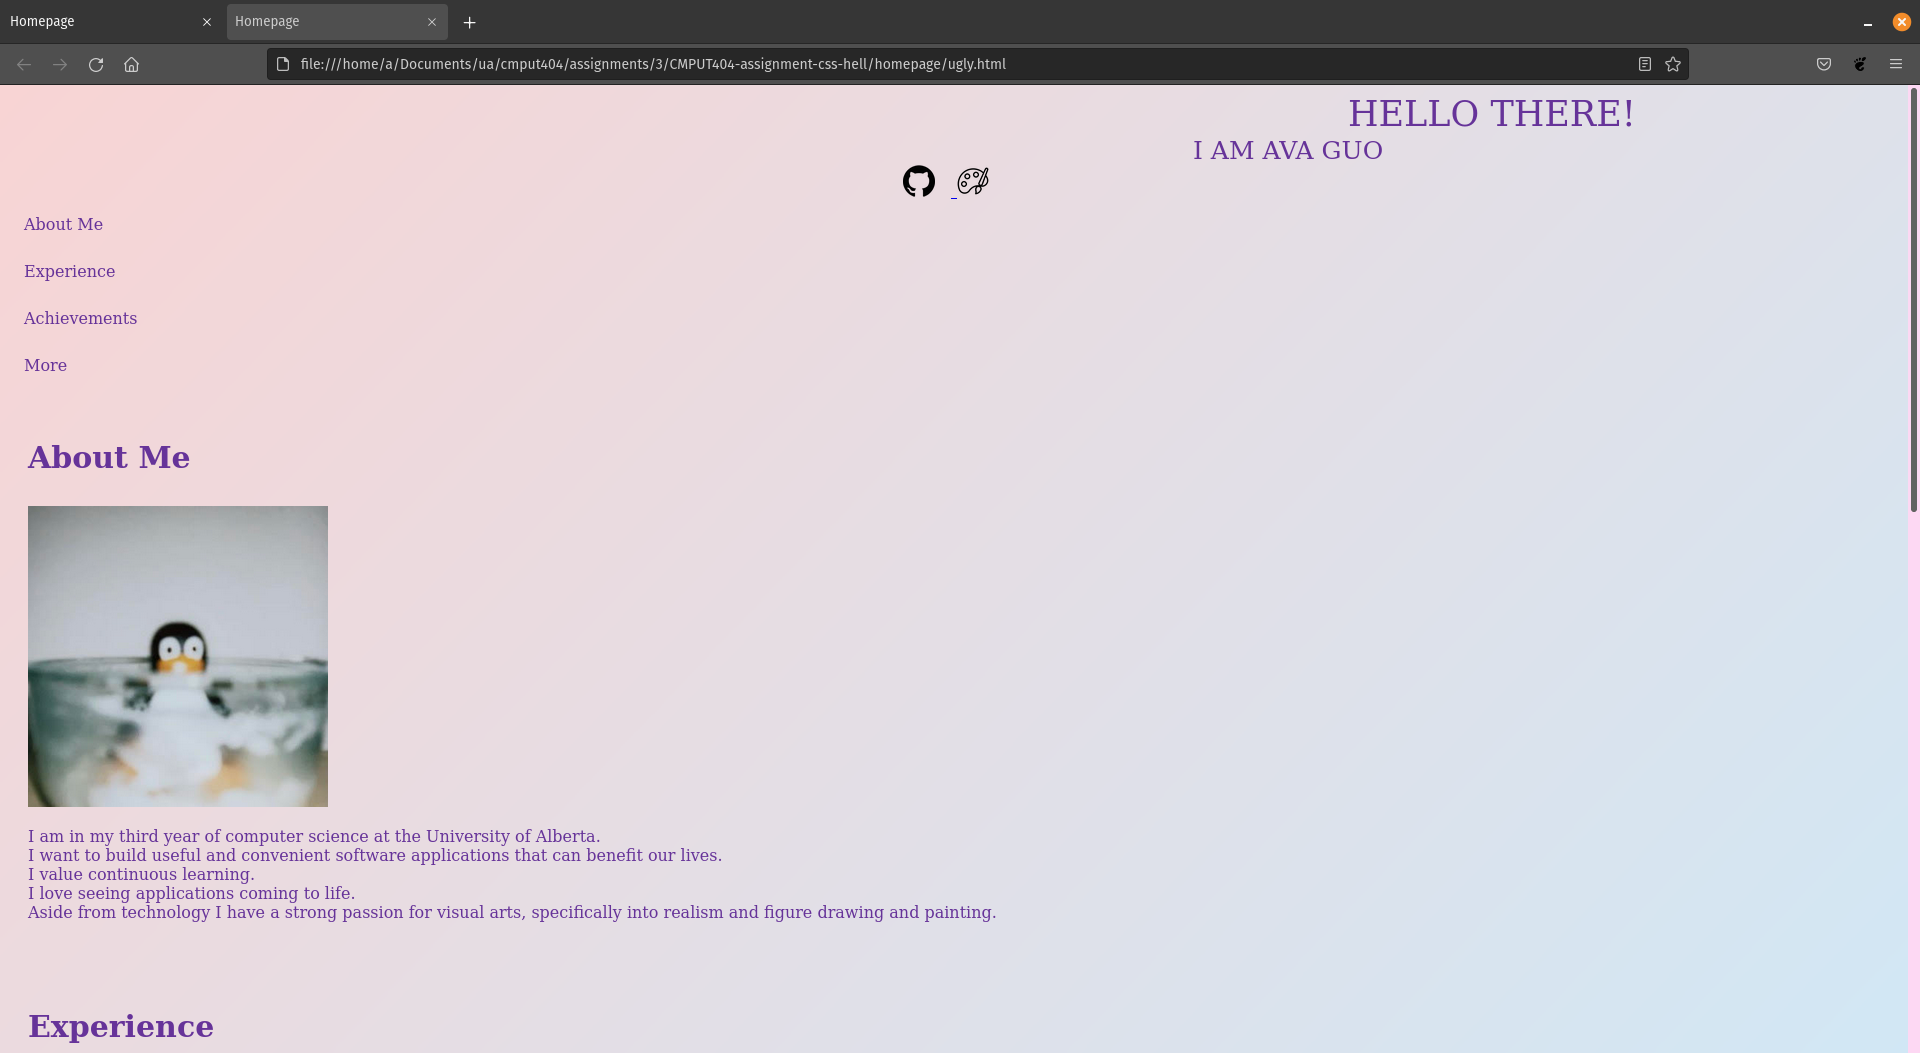 Homepage
Homepage
file:///home/a/Documents/ua/cmput404/assignments/3/CMPUT404-assignment-css-hell/homepage/ugly.html
HELLO THERE!
I AM AVA GUO
About Me
Experience
Achievements
More
About Me
I am in my third year of computer science at the University of Alberta.
I want to build useful and convenient software applications that can benefit our lives.
I value continuous learning.
I love seeing applications coming to life.
Aside from technology I have a strong passion for visual arts, specifically into realism and figure drawing and painting.
Experience